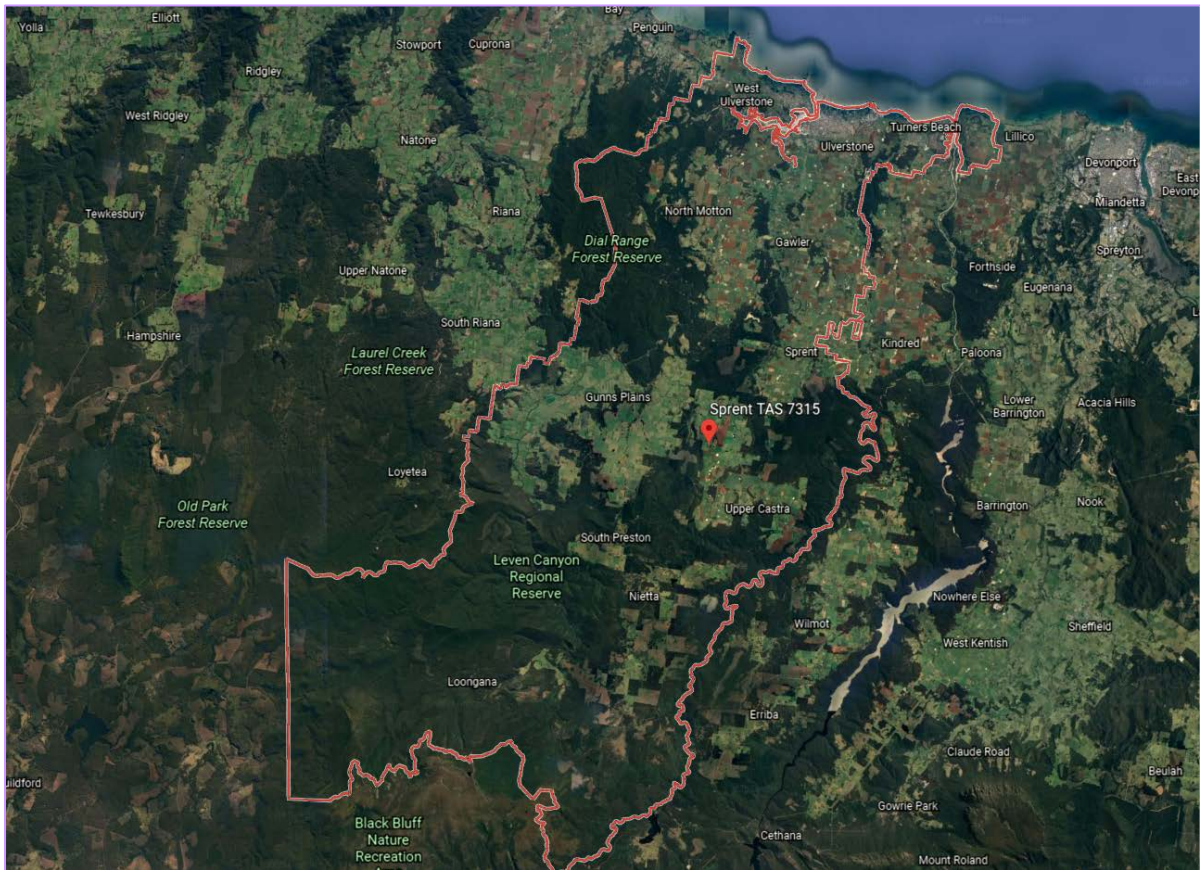 Yolla
Elliott
Bay
Penguin
Stowport
Cuprona
Ridgley
West Ridgley
Natone
West
Ulverstone
Ulverstone
Turners Beach
Lillico
Devonport
East
Miandetta
Spreyton
Tewkesbury
Riana
North Motton
Gawler
Dial Range
Forest Reserve
Upper Natone
Forthside
Eugenana
Hampshire
South Riana
Sprent
Kindred
Paloona
Laurel Creek
Forest Reserve
Gunns Plains
Sprent TAS 7315
Lower
Barrington
Acacia Hills
Loyetea
Old Park
Forest Reserve
Upper Castra
Barrington
Nook
South Preston
Leven Canyon
Regional
Reserve
Nietta
Nowhere Else
Wilmot
West Kentish
Sheffield
Loongana
Erriba
Claude Road
Beulah
uildford
Gowrie Park
Black Bluff
Nature
Recreation
Cethana
Mount Roland